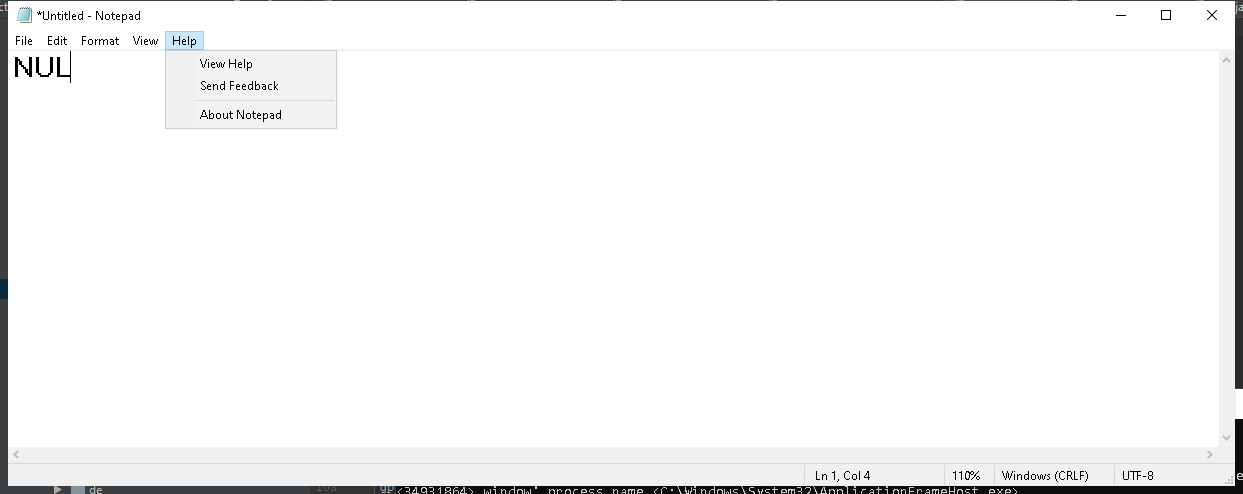 *Untitled - Notepad
File Edit Format View Help
NUL
View Help
Send Feedback
About Notepad
Ln 1, Col 4 110% Windows (CRLF) UTF-8
de
<34931864> window' process name <C:\Windows\System32\ApplicationFrameHost.exe>